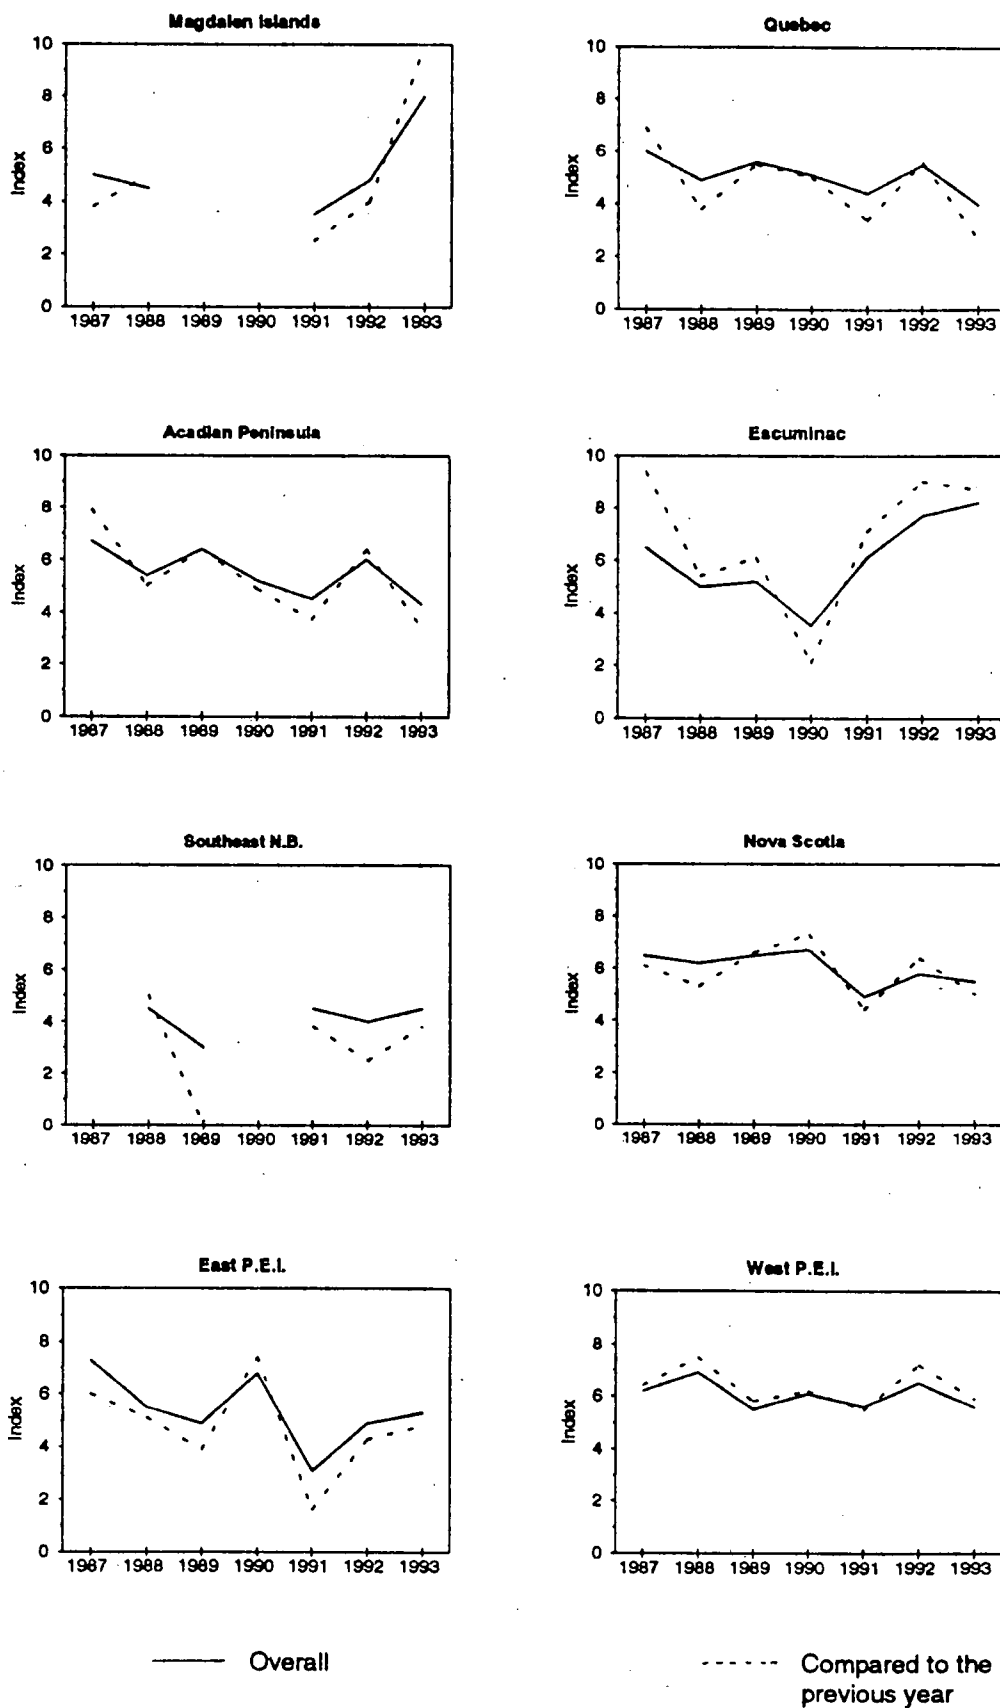 Magdalen Islands
10
8
6
4
2
0
Index
1987 1988 1989 1990 1991 1992 1993
Quebec
10
8
6
4
2
0
Index
1987 1988 1989 1990 1991 1992 1993
Acadian Peninsula
10
8
6
4
2
0
Index
1987 1988 1989 1990 1991 1992 1993
Escuminac
10
8
6
4
2
0
Index
1987 1988 1989 1990 1991 1992 1993
Southeast N.B.
10
8
6
4
2
0
Index
1987 1988 1989 1990 1991 1992 1993
Nova Scotia
10
8
6
4
2
0
Index
1987 1988 1989 1990 1991 1992 1993
East P.E.I.
10
8
6
4
2
0
Index
1987 1988 1989 1990 1991 1992 1993
West P.E.I.
10
8
6
4
2
0
Index
1987 1988 1989 1990 1991 1992 1993
Overall
Compared to the
previous year